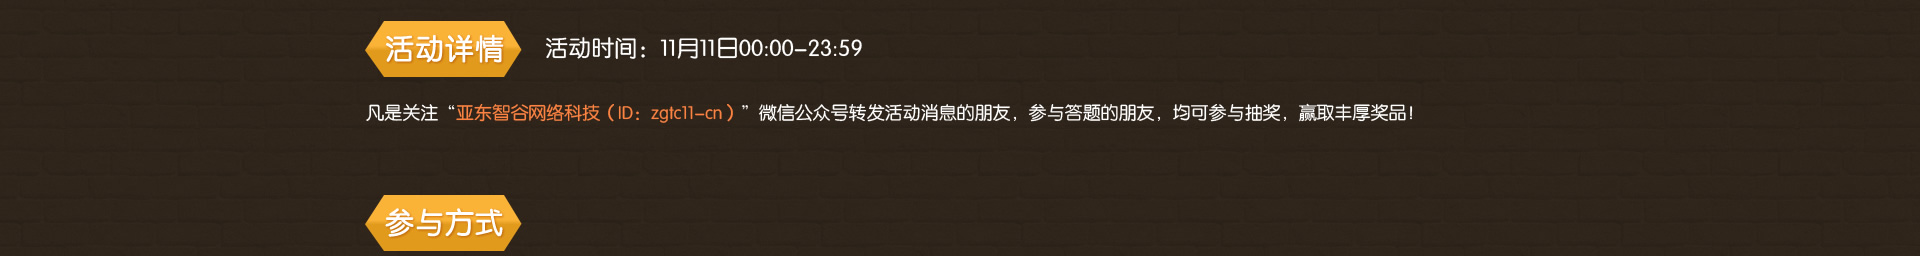 活动详情
活动时间：11月11日00:00-23:59
凡是关注“亚东智谷网络科技（ID：zgtc11-cn）”微信公众号转发活动消息的朋友，参与答题的朋友，均可参与抽奖，赢取丰厚奖品！
参与方式